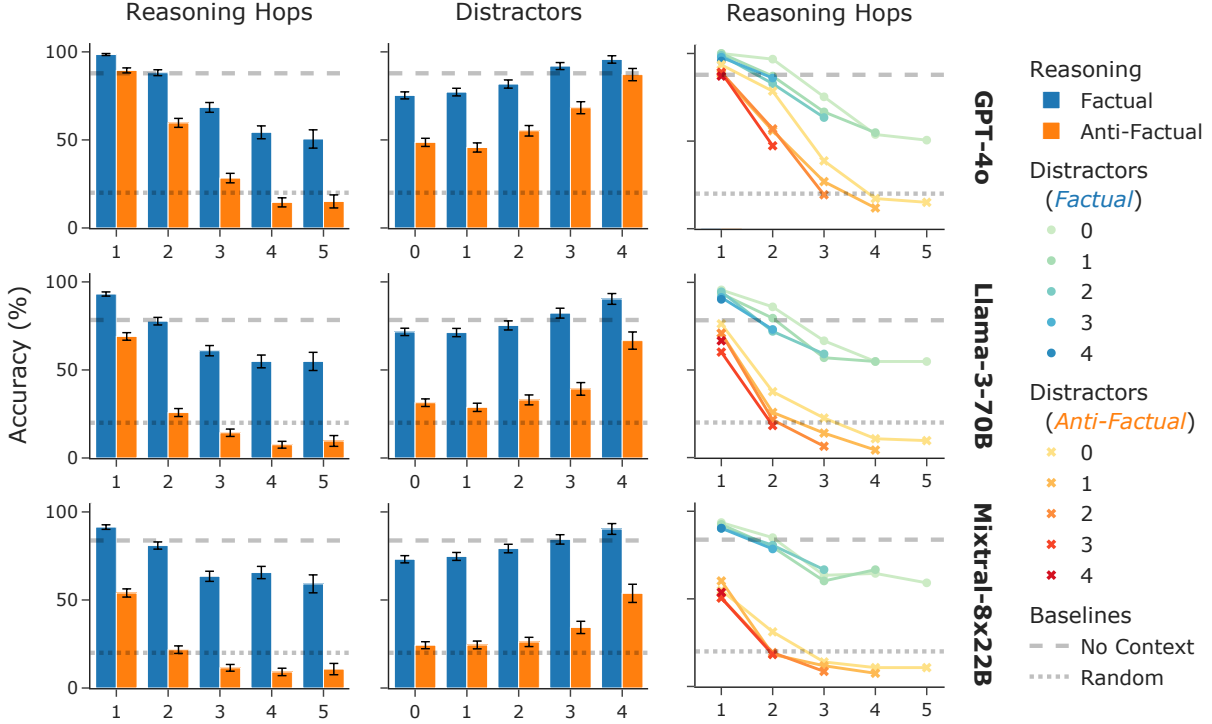 Reasoning Hops Distractors Reasoning Hops
Accuracy (%)
100
50
0
1 2 3 4 5
0 1 2 3 4
1 2 3 4 5
GPT-4o
100
50
0
1 2 3 4 5
0 1 2 3 4
1 2 3 4 5
Llama-3-70B
100
50
0
1 2 3 4 5
0 1 2 3 4
1 2 3 4 5
Mixtral-8x22B
Reasoning
Factual
Anti-Factual
Distractors
(Factual)
0
1
2
3
4
Distractors
(Anti-Factual)
0
1
2
3
4
Baselines
No Context
Random